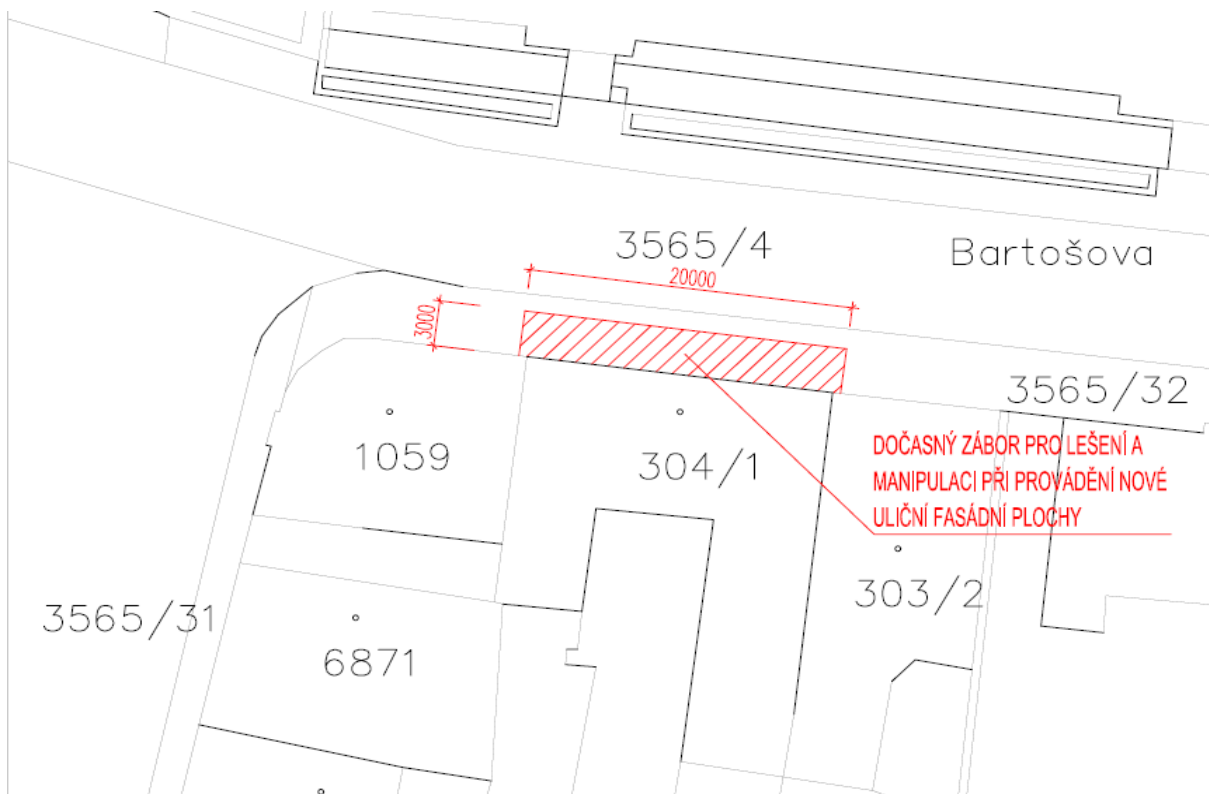 3565/4
Bartošova
20000
3000
3565/32
1059
304/1
DOČASNÝ ZÁBOR PRO LEŠENÍ A
MANIPULACI PŘI PROVÁDĚNÍ NOVÉ
ULIČNÍ FASÁDNÍ PLOCHY
303/2
3565/31
6871